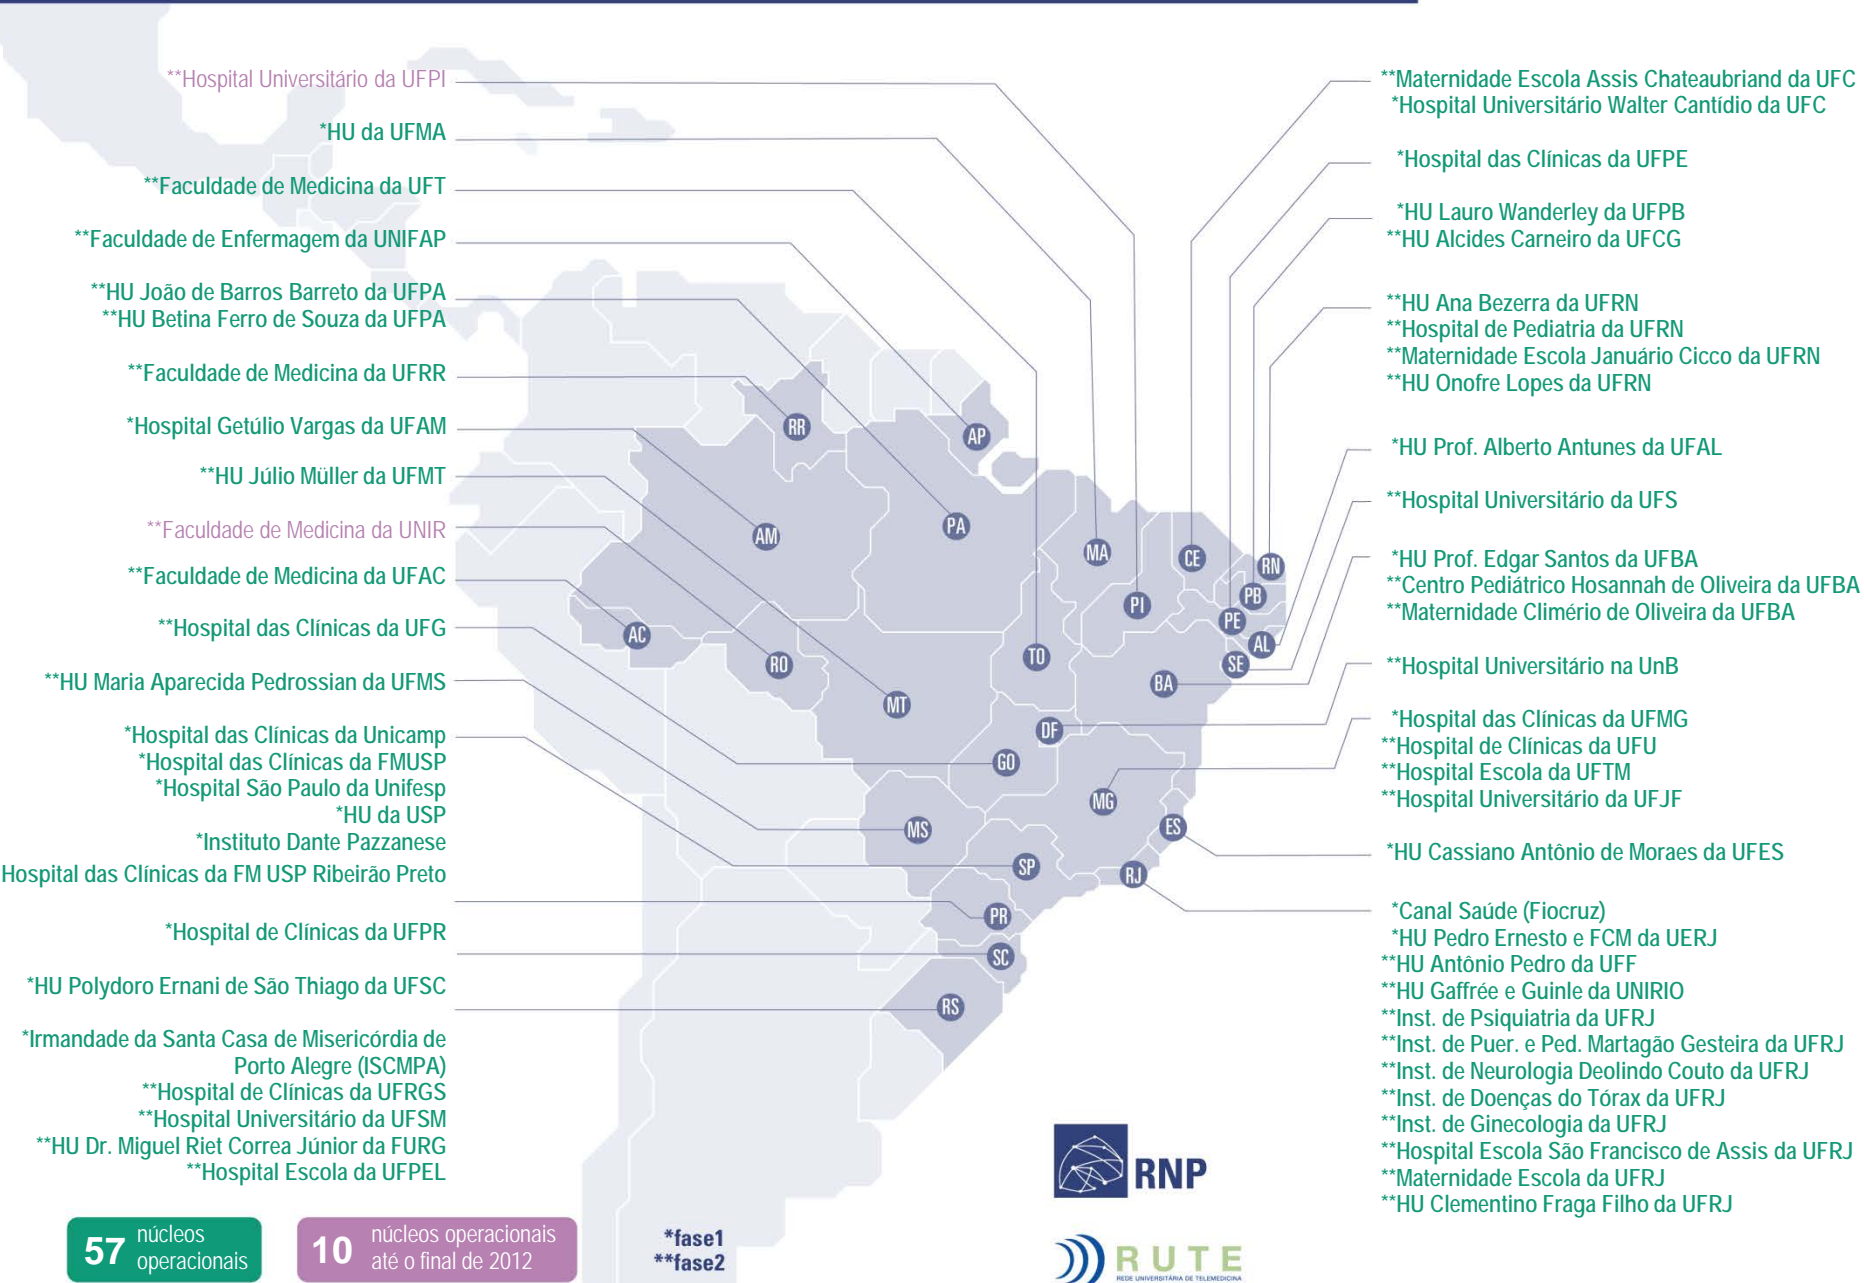 **Hospital Universitário da UFPI
*HU da UFMA
**Faculdade de Medicina da UFT
**Faculdade de Enfermagem da UNIFAP
**HU João de Barros Barreto da UFPA
**HU Betina Ferro de Souza da UFPA
**Faculdade de Medicina da UFRR
*Hospital Getúlio Vargas da UFAM
**HU Júlio Müller da UFMT
**Faculdade de Medicina da UNIR
**Faculdade de Medicina da UFAC
**Hospital das Clínicas da UFG
**HU Maria Aparecida Pedrossian da UFMS
*Hospital das Clínicas da Unicamp
*Hospital das Clínicas da FMUSP
*Hospital São Paulo da Unifesp
*HU da USP
*Instituto Dante Pazzanese
Hospital das Clínicas da FM USP Ribeirão Preto
*Hospital de Clínicas da UFPR
*HU Polydoro Ernani de São Thiago da UFSC
*Irmandade da Santa Casa de Misericórdia de
Porto Alegre (ISCMPA)
**Hospital de Clínicas da UFRGS
**Hospital Universitário da UFSM
**HU Dr. Miguel Riet Correa Júnior da FURG
**Hospital Escola da UFPEL
RR
AP
AM
PA
MA
CE
RN
PI
PB
PE
AL
AC
RO
TO
SE
MT
BA
DF
GO
MG
MS
ES
SP
RJ
PR
SC
RS
**Maternidade Escola Assis Chateaubriand da UFC
*Hospital Universitário Walter Cantídio da UFC
*Hospital das Clínicas da UFPE
*HU Lauro Wanderley da UFPB
**HU Alcides Carneiro da UFCG
**HU Ana Bezerra da UFRN
**Hospital de Pediatria da UFRN
**Maternidade Escola Januário Cicco da UFRN
**HU Onofre Lopes da UFRN
*HU Prof. Alberto Antunes da UFAL
**Hospital Universitário da UFS
*HU Prof. Edgar Santos da UFBA
**Centro Pediátrico Hosannah de Oliveira da UFBA
**Maternidade Climério de Oliveira da UFBA
**Hospital Universitário na UnB
*Hospital das Clínicas da UFMG
**Hospital de Clínicas da UFU
**Hospital Escola da UFTM
**Hospital Universitário da UFJF
*HU Cassiano Antônio de Moraes da UFES
*Canal Saúde (Fiocruz)
*HU Pedro Ernesto e FCM da UERJ
**HU Antônio Pedro da UFF
**HU Gaffrée e Guinle da UNIRIO
**Inst. de Psiquiatria da UFRJ
**Inst. de Puer. e Ped. Martagão Gesteira da UFRJ
**Inst. de Neurologia Deolindo Couto da UFRJ
**Inst. de Doenças do Tórax da UFRJ
**Inst. de Ginecologia da UFRJ
**Hospital Escola São Francisco de Assis da UFRJ
**Maternidade Escola da UFRJ
**HU Clementino Fraga Filho da UFRJ
57 núcleos
operacionais
10 núcleos operacionais
até o final de 2012
*fase1
**fase2
RNP
RUTE
REDE UNIVERSITÁRIA DE TELEMEDICINA